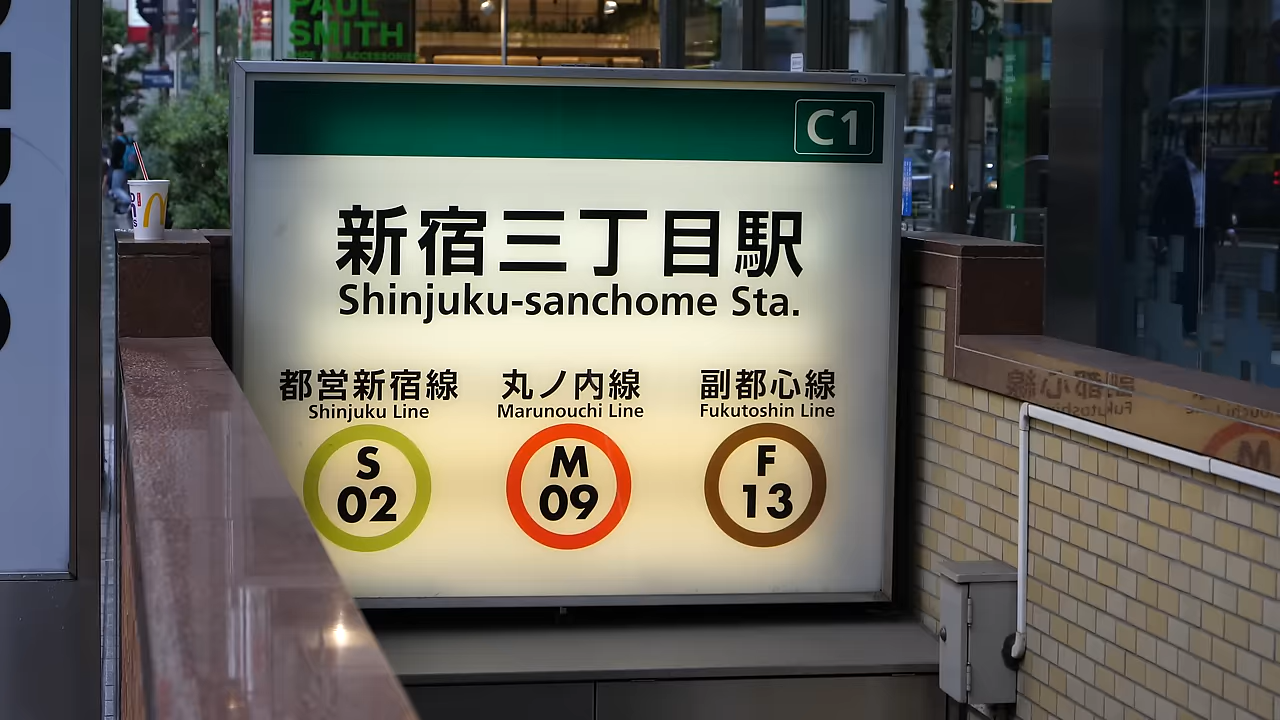 PAUL
SMITH
C1
新宿三丁目駅
Shinjuku-sanchome Sta.
都営新宿線
Shinjuku Line
S
02
丸ノ内線
Marunouchi Line
M
09
副都心線
Fukutoshin Line
F
13